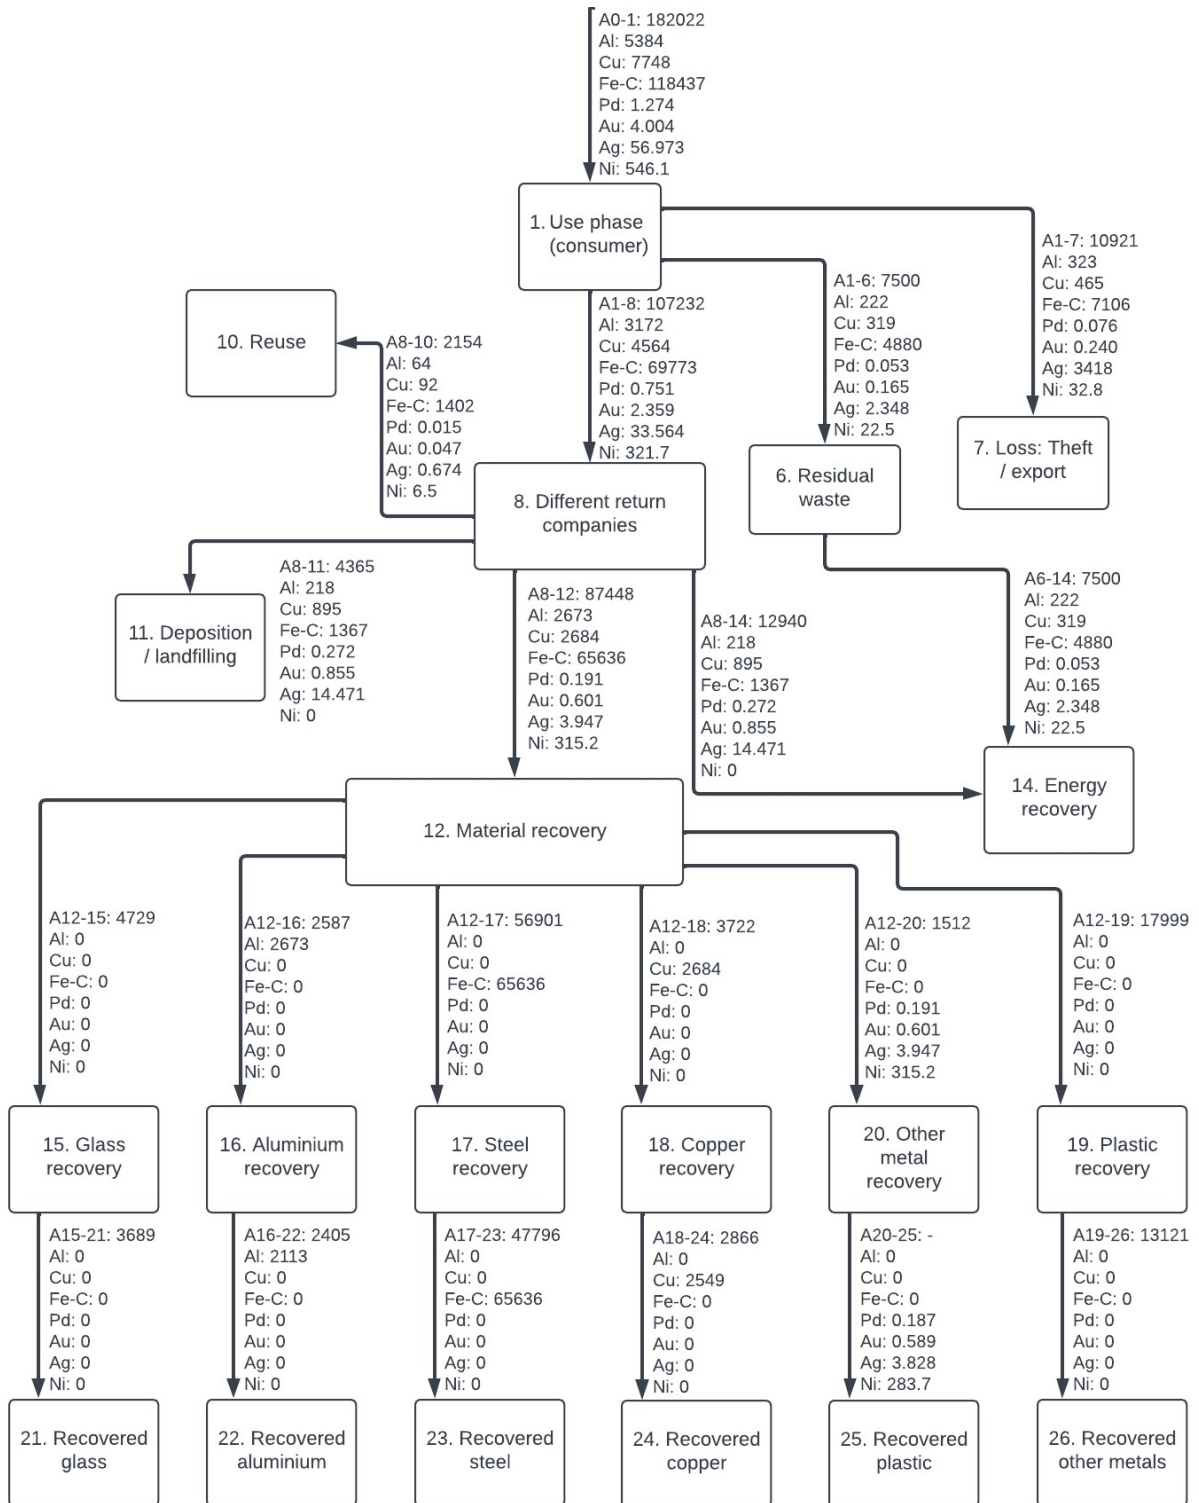 A0-1: 182022
Al: 5384
Cu: 7748
Fe-C: 118437
Pd: 1.274
Au: 4.004
Ag: 56.973
Ni: 546.1
1. Use phase
(consumer)
A1-7: 10921
Al: 323
Cu: 465
Fe-C: 7106
Pd: 0.076
Au: 0.240
Ag: 3418
Ni: 32.8
A1-6: 7500
Al: 222
Cu: 319
Fe-C: 4880
Pd: 0.053
Au: 0.165
Ag: 2.348
Ni: 22.5
A1-8: 107232
Al: 3172
Cu: 4564
Fe-C: 69773
Pd: 0.751
Au: 2.359
Ag: 33.564
Ni: 321.7
10. Reuse
A8-10: 2154
Al: 64
Cu: 92
Fe-C: 1402
Pd: 0.015
Au: 0.047
Ag: 0.674
Ni: 6.5
7. Loss: Theft
/ export
6. Residual
waste
8. Different return
companies
A8-11: 4365
Al: 218
Cu: 895
Fe-C: 1367
Pd: 0.272
Au: 0.855
Ag: 14.471
Ni: 0
11. Deposition
/ landfilling
A8-12: 87448
Al: 2673
Cu: 2684
Fe-C: 65636
Pd: 0.191
Au: 0.601
Ag: 3.947
Ni: 315.2
A8-14: 12940
Al: 218
Cu: 895
Fe-C: 1367
Pd: 0.272
Au: 0.855
Ag: 14.471
Ni: 0
A6-14: 7500
Al: 222
Cu: 319
Fe-C: 4880
Pd: 0.053
Au: 0.165
Ag: 2.348
Ni: 22.5
14. Energy
recovery
12. Material recovery
A12-15: 4729
Al: 0
Cu: 0
Fe-C: 0
Pd: 0
Au: 0
Ag: 0
Ni: 0
A12-16: 2587
Al: 2673
Cu: 0
Fe-C: 0
Pd: 0
Au: 0
Ag: 0
Ni: 0
A12-17: 56901
Al: 0
Cu: 0
Fe-C: 65636
Pd: 0
Au: 0
Ag: 0
Ni: 0
A12-18: 3722
Al: 0
Cu: 2684
Fe-C: 0
Pd: 0
Au: 0
Ag: 0
Ni: 0
A12-20: 1512
Al: 0
Cu: 0
Fe-C: 0
Pd: 0.191
Au: 0.601
Ag: 3.947
Ni: 315.2
A12-19: 17999
Al: 0
Cu: 0
Fe-C: 0
Pd: 0
Au: 0
Ag: 0
Ni: 0
15. Glass
recovery
16. Aluminium
recovery
17. Steel
recovery
18. Copper
recovery
20. Other
metal
recovery
19. Plastic
recovery
A15-21: 3689
Al: 0
Cu: 0
Fe-C: 0
Pd: 0
Au: 0
Ag: 0
Ni: 0
A16-22: 2405
Al: 2113
Cu: 0
Fe-C: 0
Pd: 0
Au: 0
Ag: 0
Ni: 0
A17-23: 47796
Al: 0
Cu: 0
Fe-C: 65636
Pd: 0
Au: 0
Ag: 0
Ni: 0
A18-24: 2866
Al: 0
Cu: 2549
Fe-C: 0
Pd: 0
Au: 0
Ag: 0
Ni: 0
A20-25: -
Al: 0
Cu: 0
Fe-C: 0
Pd: 0.187
Au: 0.589
Ag: 3.828
Ni: 283.7
A19-26: 13121
Al: 0
Cu: 0
Fe-C: 0
Pd: 0
Au: 0
Ag: 0
Ni: 0
21. Recovered
glass
22. Recovered
aluminium
23. Recovered
steel
24. Recovered
copper
25. Recovered
plastic
26. Recovered
other metals